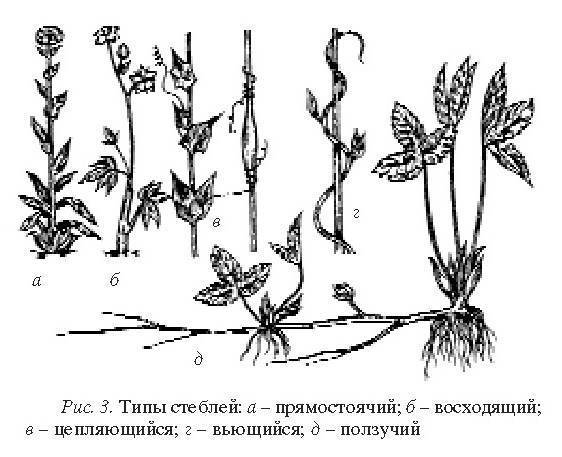 а
б
в
г
д
Рис. 3. Типы стеблей: а – прямостоячий; б – восходящий;
в – цепляющийся; г – вьющийся; д – ползучий